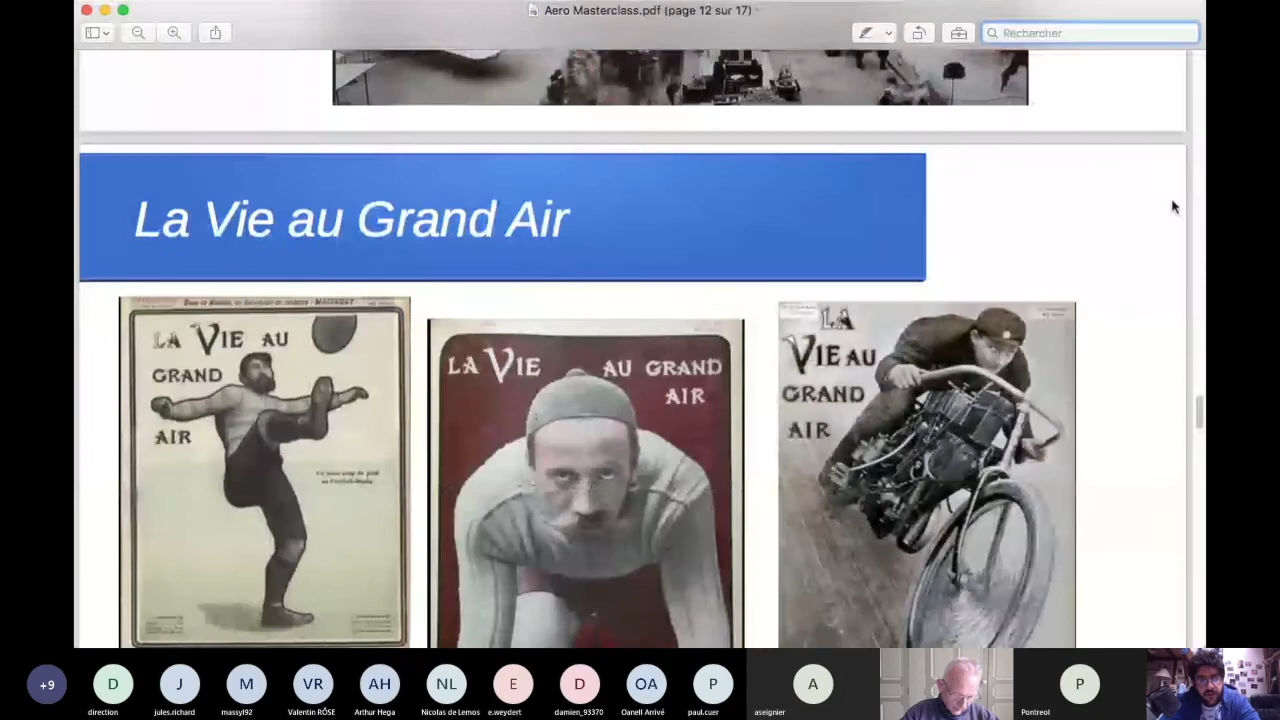 Aero Masterclass.pdf (page 12 sur 17)
Rechercher
La Vie au Grand Air
LA VIE AU
GRAND
AIR
LA VIE AU GRAND
AIR
LA
VIE AU
GRAND
AIR
+9
D
J
M
VR
AH
NL
E
D
OA
P
A
P
direction
jules.richard
massyl92
Valentin RÖSE
Arthur Hega
Nicolas de Lemos
e.weydert
damien_93370
Oanell Arrivé
paul.cuer
aseignier
Pontreol